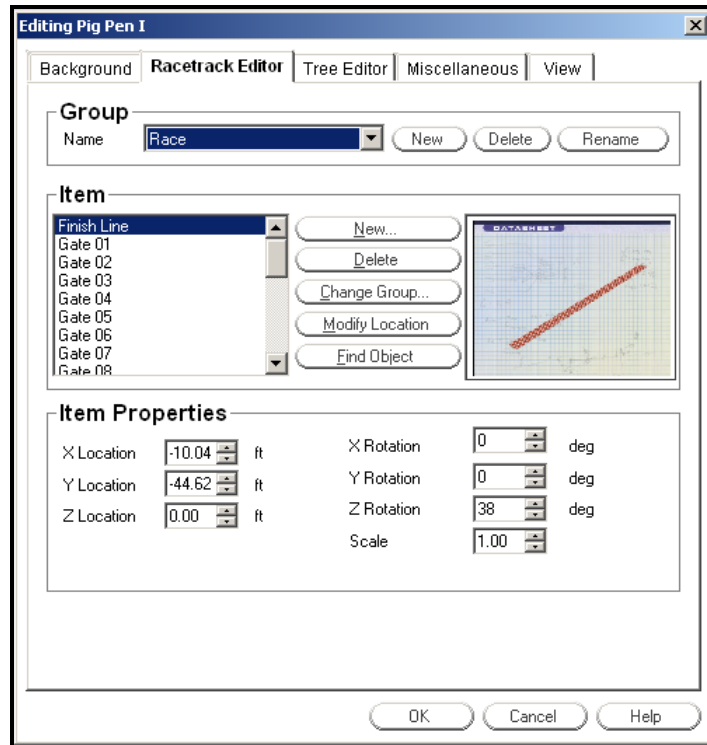 Editing Pig Pen I
Background Racetrack Editor Tree Editor Miscellaneous View
Group
Name Race New Delete Rename
Item
Finish Line
Gate 01
Gate 02
Gate 03
Gate 04
Gate 05
Gate 06
Gate 07
Gate 08
New...
Delete
Change Group...
Modify Location
Find Object
DATASHEET
Item Properties
X Location -10.04 ft
Y Location -44.62 ft
Z Location 0.00 ft
X Rotation 0 deg
Y Rotation 0 deg
Z Rotation 38 deg
Scale 1.00
OK Cancel Help